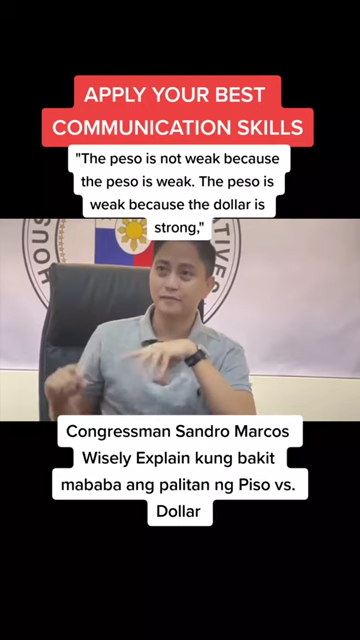 APPLY YOUR BEST
COMMUNICATION SKILLS
"The peso is not weak because
the peso is weak. The peso is
weak because the dollar is
strong,"
HOUS
ATIVES
Congressman Sandro Marcos
Wisely Explain kung bakit
mababa ang palitan ng Piso vs.
Dollar